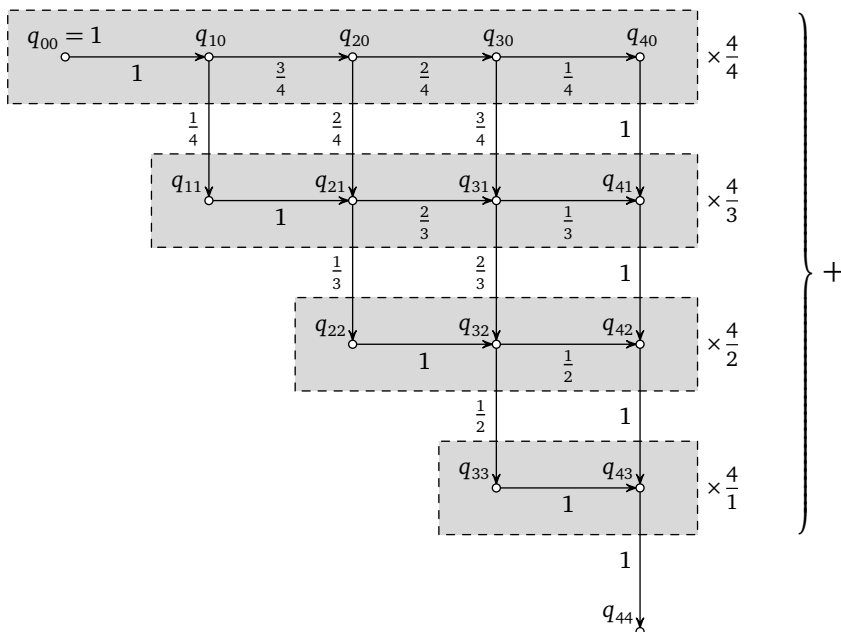 q₀₀ = 1 q₁₀ q₂₀ q₃₀ q₄₀ ×4/4
1 3/4 2/4 1/4
1/4 2/4 3/4 1
q₁₁ q₂₁ q₃₁ q₄₁ ×4/3
1 2/3 1/3
1/3 2/3 1 +
q₂₂ q₃₂ q₄₂ ×4/2
1 1/2
1/2 1
q₃₃ q₄₃ ×4/1
1
1
q₄₄